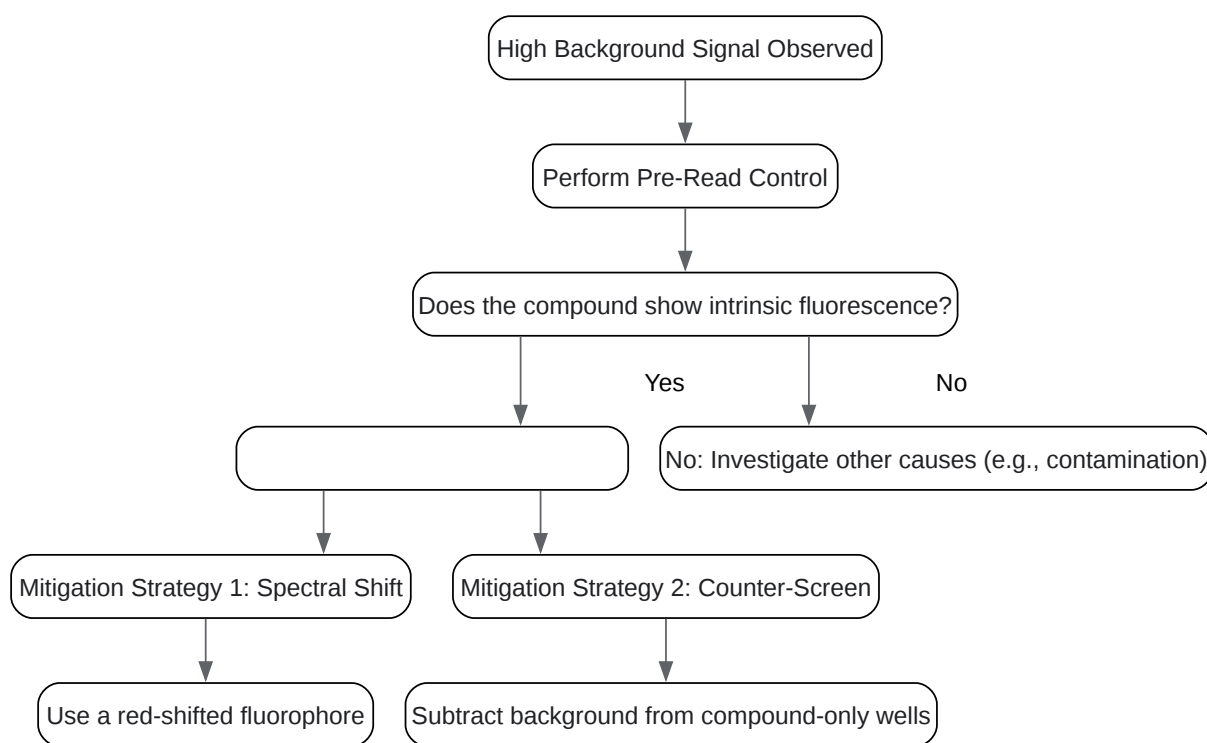 High Background Signal Observed
Perform Pre-Read Control
Does the compound show intrinsic fluorescence?
Yes
No
No: Investigate other causes (e.g., contamination)
Mitigation Strategy 1: Spectral Shift
Mitigation Strategy 2: Counter-Screen
Use a red-shifted fluorophore
Subtract background from compound-only wells